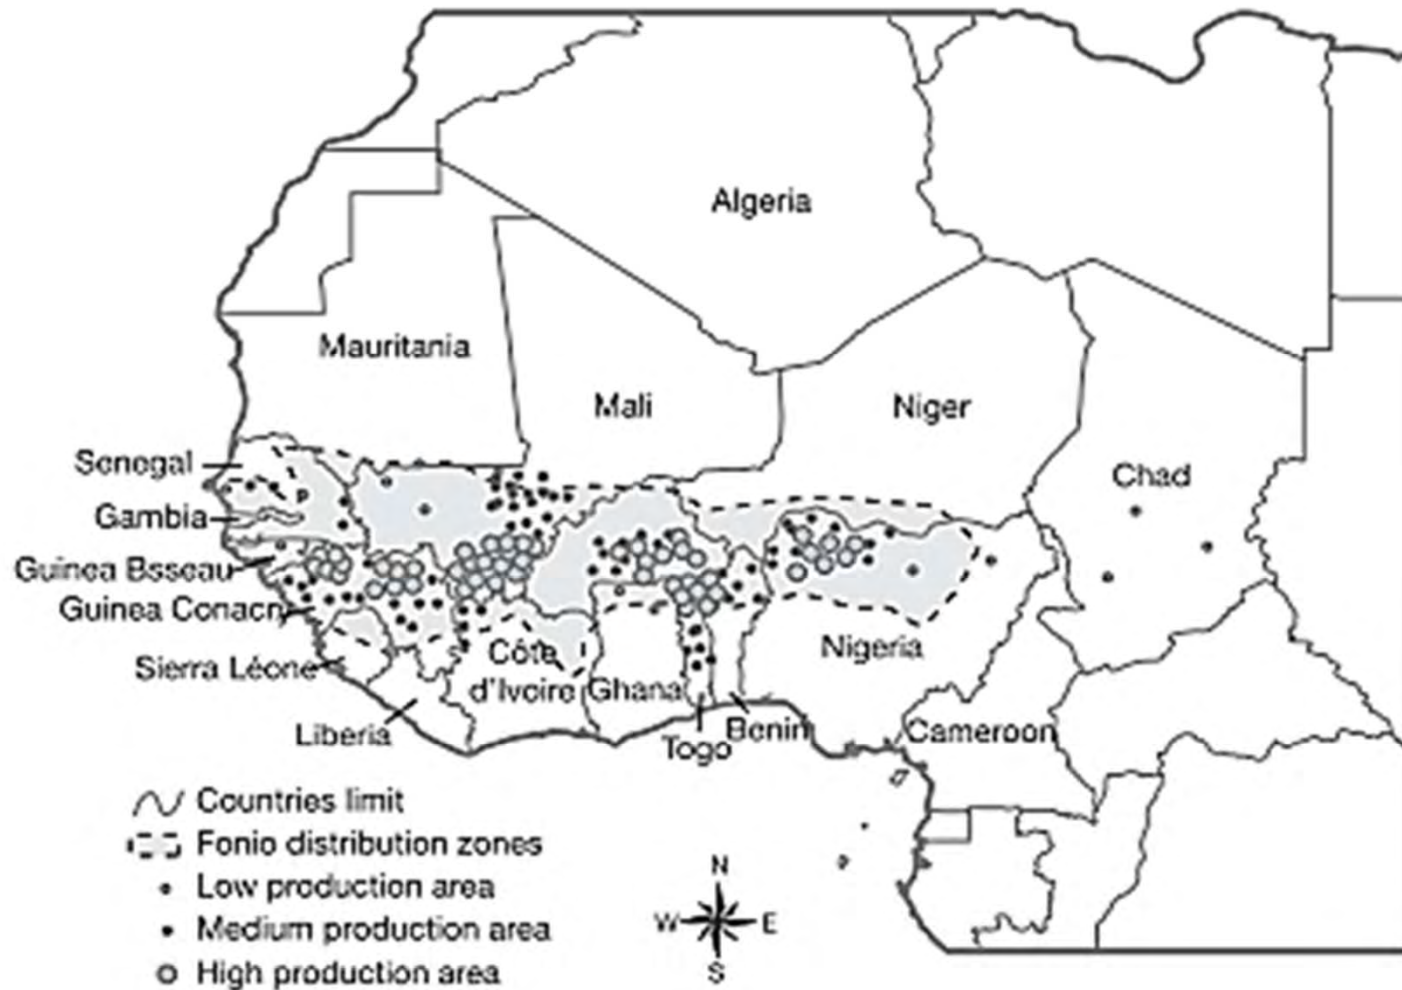 Algeria
Mauritania
Mali
Niger
Chad
Senegal
Gambia
Guinea Bsseau
Guinea Conacry
Sierra Léone
Liberia
Côte
d'Ivoire
Ghana
Togo
Benin
Nigeria
Cameroon
Countries limit
Fonio distribution zones
Low production area
Medium production area
High production area
N
W
E
S